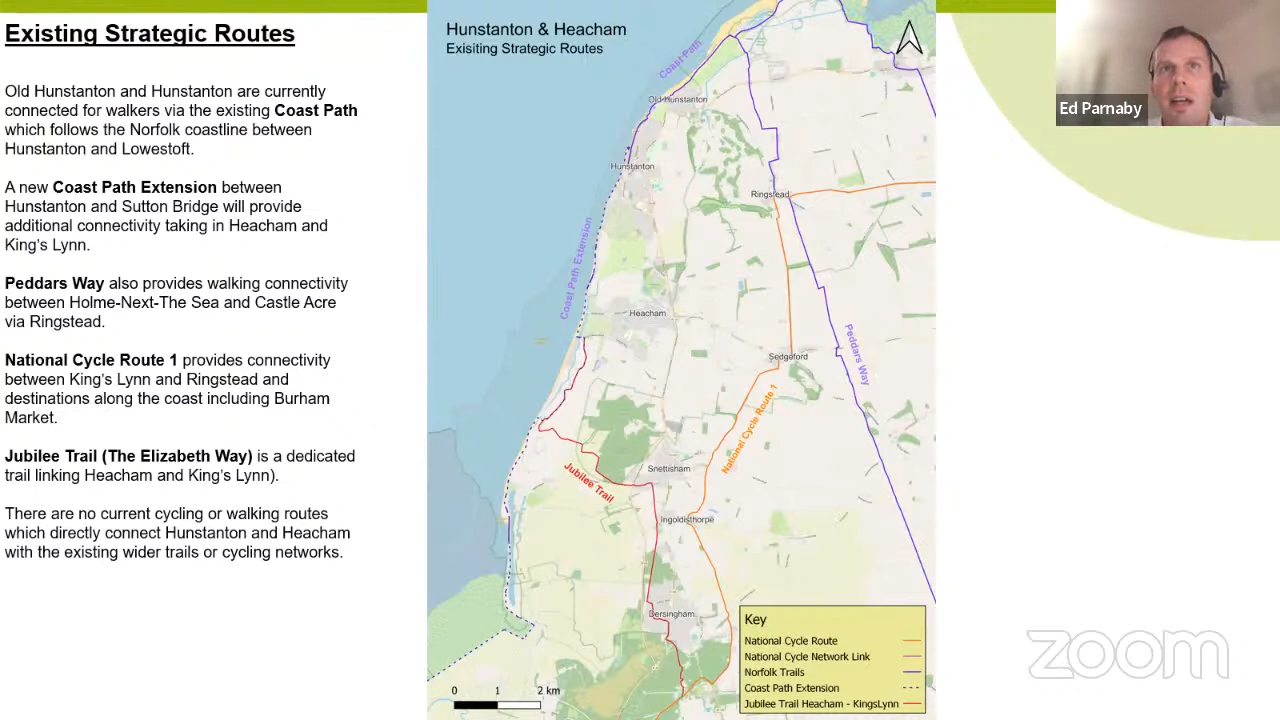 Existing Strategic Routes
Old Hunstanton and Hunstanton are currently
connected for walkers via the existing Coast Path
which follows the Norfolk coastline between
Hunstanton and Lowestoft.
A new Coast Path Extension between
Hunstanton and Sutton Bridge will provide
additional connectivity taking in Heacham and
King's Lynn.
Peddars Way also provides walking connectivity
between Holme-Next-The Sea and Castle Acre
via Ringstead.
National Cycle Route 1 provides connectivity
between King's Lynn and Ringstead and
destinations along the coast including Burham
Market.
Jubilee Trail (The Elizabeth Way) is a dedicated
trail linking Heacham and King's Lynn).
There are no current cycling or walking routes
which directly connect Hunstanton and Heacham
with the existing wider trails or cycling networks.
Hunstanton & Heacham
Exisiting Strategic Routes
Coast Path
Old Hunstanton
Hunstanton
Ringstead
Coast Path Extension
Heacham
Sedgeford
Peddars Way
National Cycle Route 1
Snettisham
Jubilee Trail
Ingoldisthorpe
Dersingham
0 1 2 km
Key
National Cycle Route
National Cycle Network Link
Norfolk Trails
Coast Path Extension
Jubilee Trail Heacham - KingsLynn
Ed Parnaby
zoom